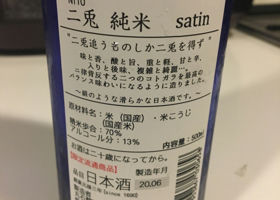 NITO
二兎 純米 satin
"二兎追うものしか二兎を得ず"
味と香、酸と旨、重と軽、甘と辛、
入りと後味、複雑と綺麗…
二律背反する二つのコトガラを最高の
バランス味わいになるように造りました。
～絹のような滑らかな日本酒です。～
原材料名：米（国産）・米こうじ
（国産米）
精米歩合：70%
アルコール分：13%
500ml
お酒は二十歳になってから。
【限定流通商品】
製造年月
品目 日本酒
20.06
[since 1690]